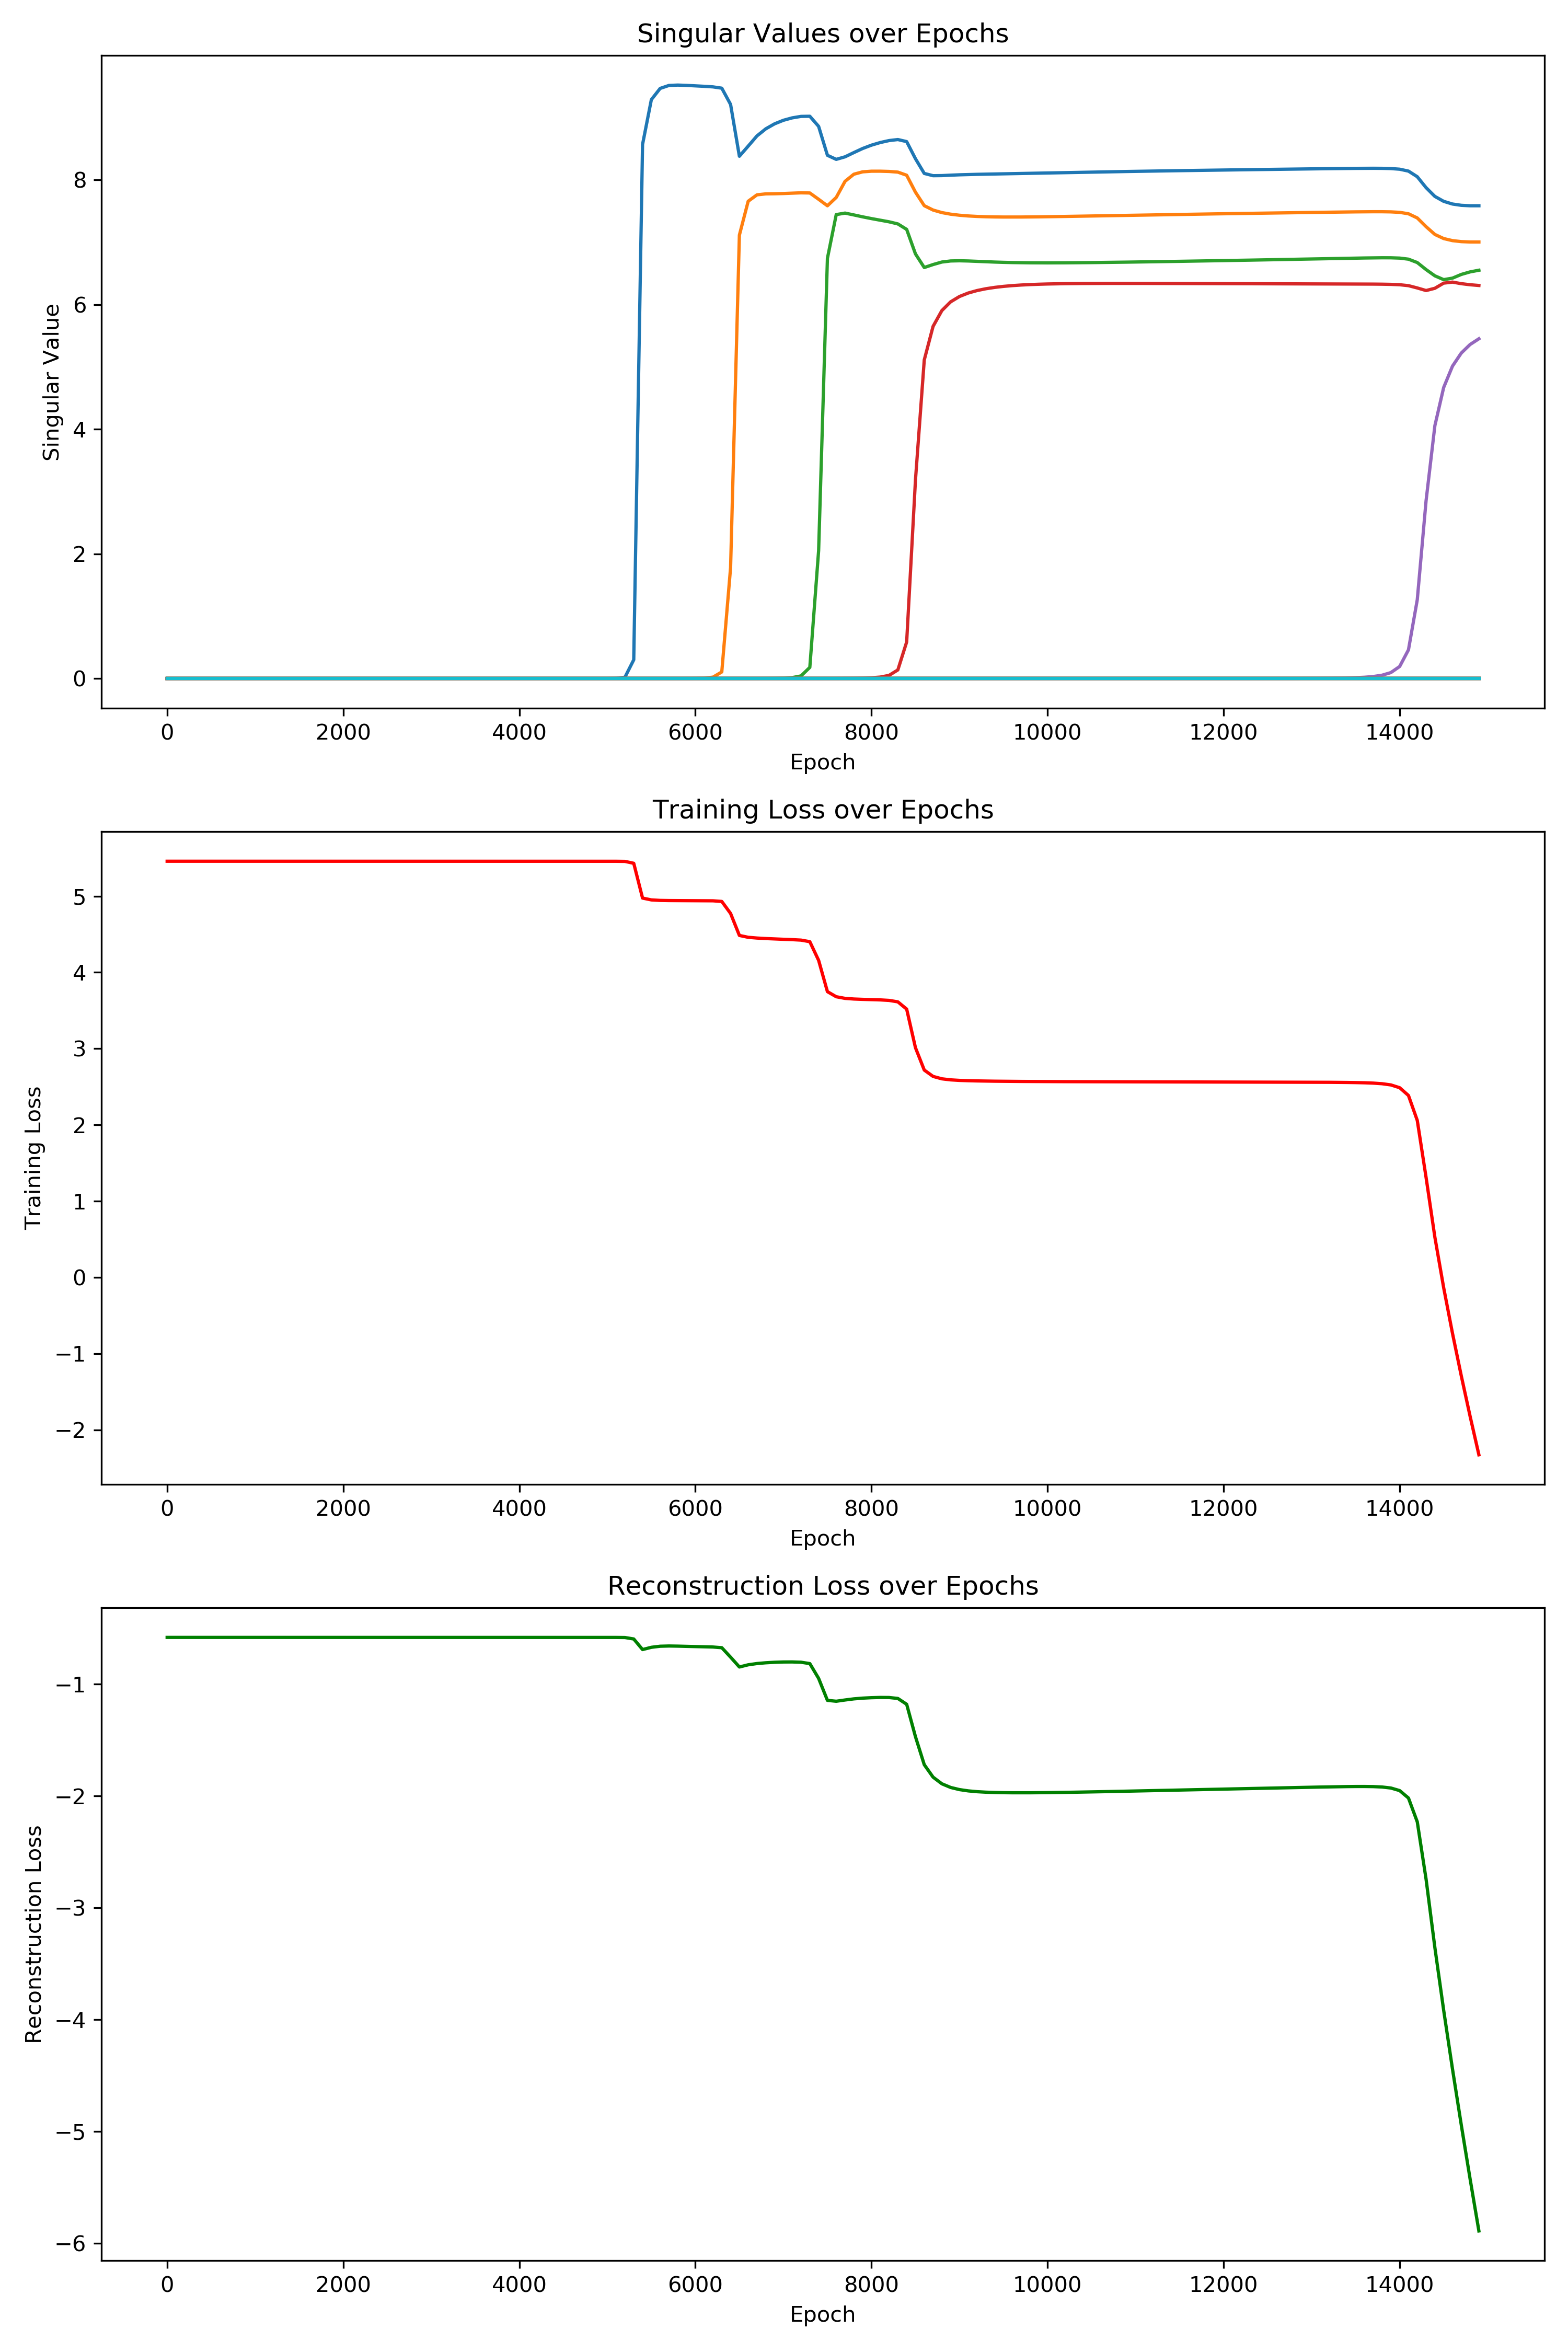 Singular Values over Epochs
8
6
4
2
0
Singular Value
0 2000 4000 6000 8000 10000 12000 14000
Epoch
Training Loss over Epochs
5
4
3
2
1
0
−1
−2
Training Loss
0 2000 4000 6000 8000 10000 12000 14000
Epoch
Reconstruction Loss over Epochs
−1
−2
−3
−4
−5
−6
Reconstruction Loss
0 2000 4000 6000 8000 10000 12000 14000
Epoch